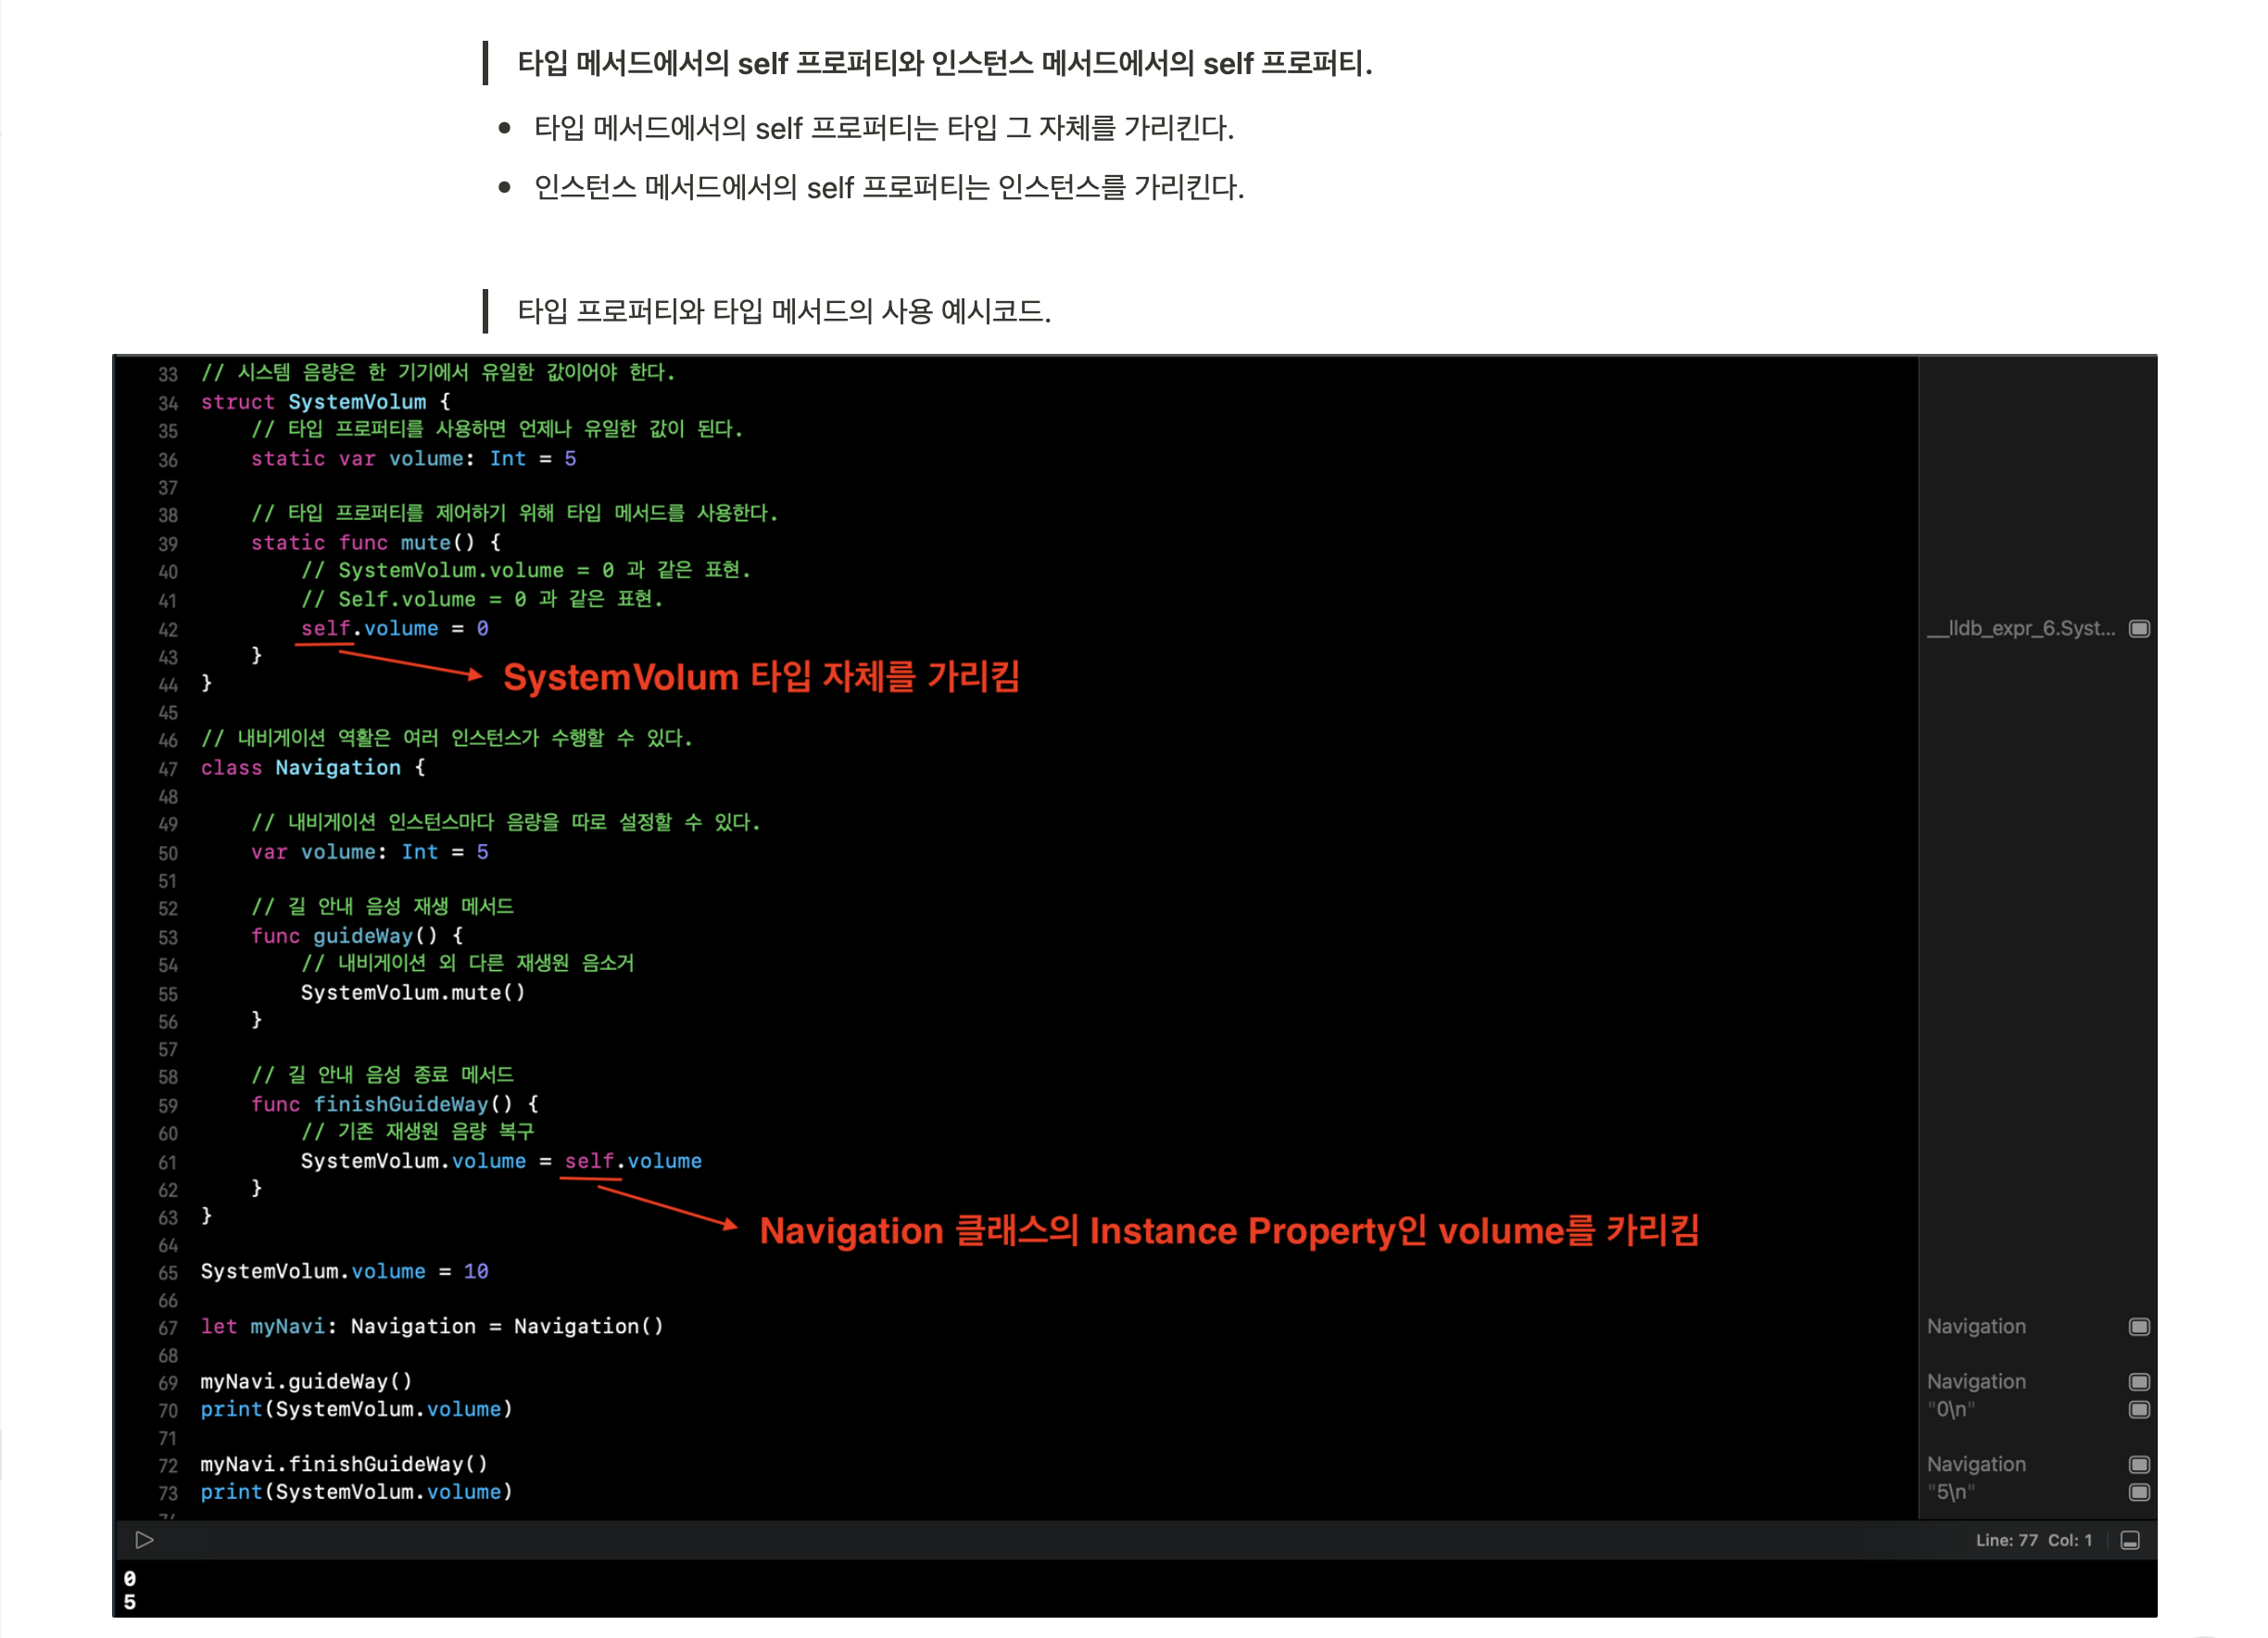 타입 메서드에서의 self 프로퍼티와 인스턴스 메서드에서의 self 프로퍼티.
• 타입 메서드에서의 self 프로퍼티는 타입 그 자체를 가리킨다.
• 인스턴스 메서드에서의 self 프로퍼티는 인스턴스를 가리킨다.
타입 프로퍼티와 타입 메서드의 사용 예시코드.
33 // 시스템 음량은 한 기기에서 유일한 값이어야 한다.
34 struct SystemVolum {
35     // 타입 프로퍼티를 사용하면 언제나 유일한 값이 된다.
36     static var volume: Int = 5
37
38     // 타입 프로퍼티를 제어하기 위해 타입 메서드를 사용한다.
39     static func mute() {
40         // SystemVolum.volume = 0 과 같은 표현.
41         // Self.volume = 0 과 같은 표현.
42         self.volume = 0 __lldb_expr_6.Syst...
43     }
SystemVolum 타입 자체를 가리킴
44 }
45
46 // 내비게이션 역활은 여러 인스턴스가 수행할 수 있다.
47 class Navigation {
48
49     // 내비게이션 인스턴스마다 음량을 따로 설정할 수 있다.
50     var volume: Int = 5
51
52     // 길 안내 음성 재생 메서드
53     func guideWay() {
54         // 내비게이션 외 다른 재생원 음소거
55         SystemVolum.mute()
56     }
57
58     // 길 안내 음성 종료 메서드
59     func finishGuideWay() {
60         // 기존 재생원 음량 복구
61         SystemVolum.volume = self.volume
62     }
63 }
Navigation 클래스의 Instance Property인 volume를 카리킴
64
65 SystemVolum.volume = 10
66
67 let myNavi: Navigation = Navigation() Navigation
68
69 myNavi.guideWay() Navigation
70 print(SystemVolum.volume) "0\n"
71
72 myNavi.finishGuideWay() Navigation
73 print(SystemVolum.volume) "5\n"
Line: 77 Col: 1
0
5